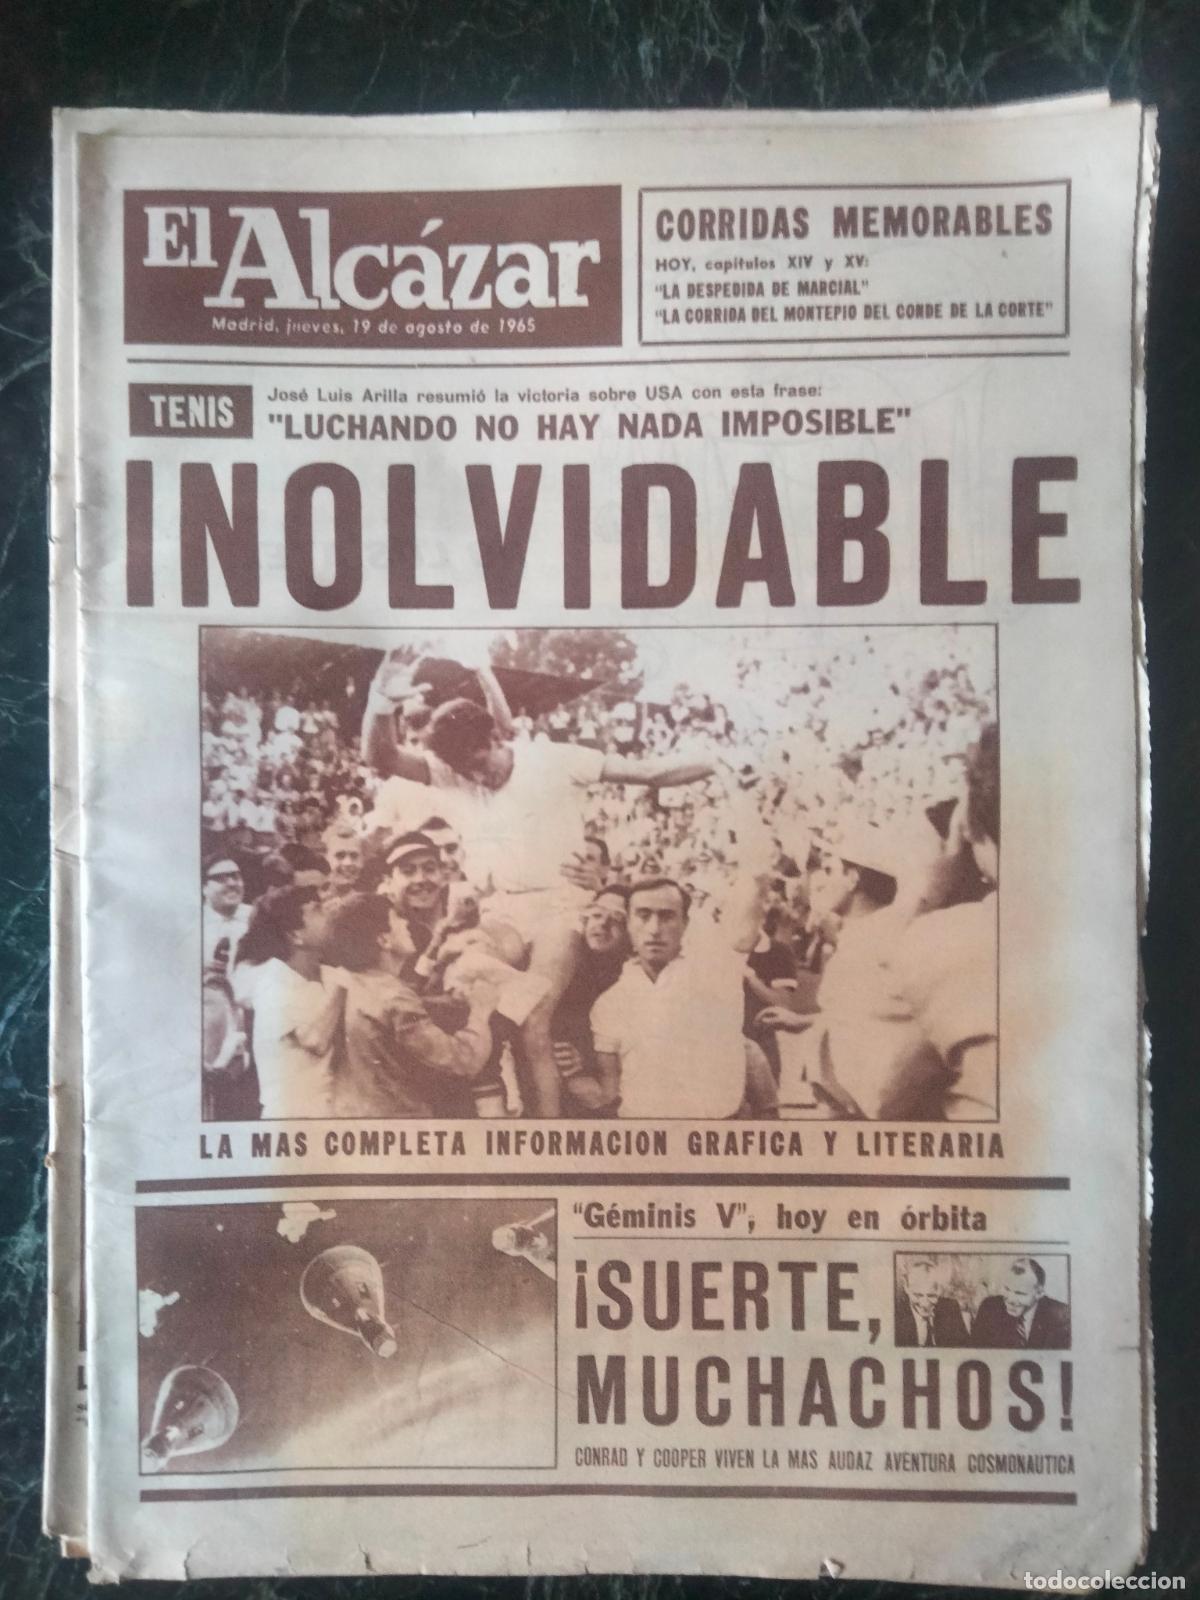 El Alcázar
Madrid, jueves, 19 de agosto de 1965
CORRIDAS MEMORABLES
HOY, capítulos XIV y XV:
"LA DESPEDIDA DE MARCIAL"
"LA CORRIDA DEL MONTEPIO DEL CONDE DE LA CORTE"
TENIS
José Luis Arilla resumió la victoria sobre USA con esta frase:
"LUCHANDO NO HAY NADA IMPOSIBLE"
INOLVIDABLE
LA MAS COMPLETA INFORMACION GRAFICA Y LITERARIA
"Géminis V", hoy en órbita
¡SUERTE,
MUCHACHOS!
CONRAD Y COOPER VIVEN LA MAS AUDAZ AVENTURA COSMONAUTICA
todocoleccion